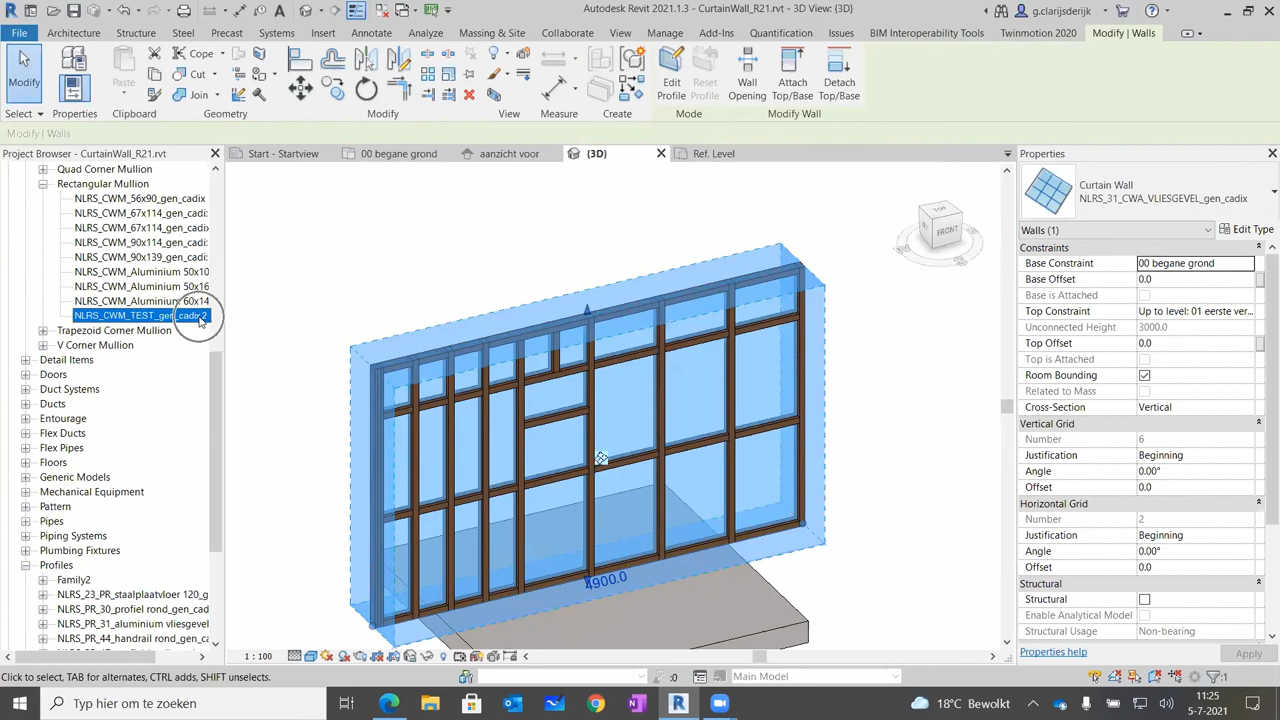 Autodesk Revit 2021.1.3 - CurtainWall_R21.rvt - 3D View: {3D}
g.clarijsderijk
File
Architecture
Structure
Steel
Precast
Systems
Insert
Annotate
Analyze
Massing & Site
Collaborate
View
Manage
Add-Ins
Quantification
Issues
BIM Interoperability Tools
Twinmotion 2020
Modify | Walls
Modify
Paste
Cope
Cut
Join
Edit
Profile
Reset
Profile
Wall
Opening
Attach
Top/Base
Detach
Top/Base
Select
Properties
Clipboard
Geometry
Modify
View
Measure
Create
Mode
Modify Wall
Modify | Walls
Project Browser - CurtainWall_R21.rvt
Start - Startview
00 begane grond
aanzicht voor
{3D}
Ref. Level
Properties
Quad Corner Mullion
Rectangular Mullion
NLRS_CWM_56x90_gen_cadix
NLRS_CWM_67x114_gen_cadi:
NLRS_CWM_67x114_gen_cadix
NLRS_CWM_90x114_gen_cadi:
NLRS_CWM_90x139_gen_cadi:
NLRS_CWM_Aluminium 50x10
NLRS_CWM_Aluminium 50x16
NLRS_CWM_Aluminium 60x14
NLRS_CWM_TEST_gen_cadix2
Trapezoid Corner Mullion
V Corner Mullion
Detail Items
Doors
Duct Systems
Ducts
Entourage
Flex Ducts
Flex Pipes
Floors
Generic Models
Mechanical Equipment
Pattern
Pipes
Piping Systems
Plumbing Fixtures
Profiles
Family2
NLRS_23_PR_staalplaatvloer 120_g
NLRS_PR_30_profiel rond_gen_cad
NLRS_PR_31_aluminium vliesgevel
NLRS_PR_44_handrail rond_gen_ca
TOP
FRONT
4900.0
Curtain Wall
NLRS_31_CWA_VLIESGEVEL_gen_cadix
Walls (1)
Edit Type
Constraints
Base Constraint 00 begane grond
Base Offset 0.0
Base is Attached
Top Constraint Up to level: 01 eerste ver...
Unconnected Height 3000.0
Top Offset 0.0
Top is Attached
Room Bounding
Related to Mass
Cross-Section Vertical
Vertical Grid
Number 6
Justification Beginning
Angle 0.00°
Offset 0.0
Horizontal Grid
Number 2
Justification Beginning
Angle 0.00°
Offset 0.0
Structural
Structural
Enable Analytical Model
Structural Usage Non-bearing
Properties help
Apply
1 : 100
Click to select, TAB for alternates, CTRL adds, SHIFT unselects.
:0
Main Model
:1
Typ hier om te zoeken
18°C Bewolkt
11:25
5-7-2021